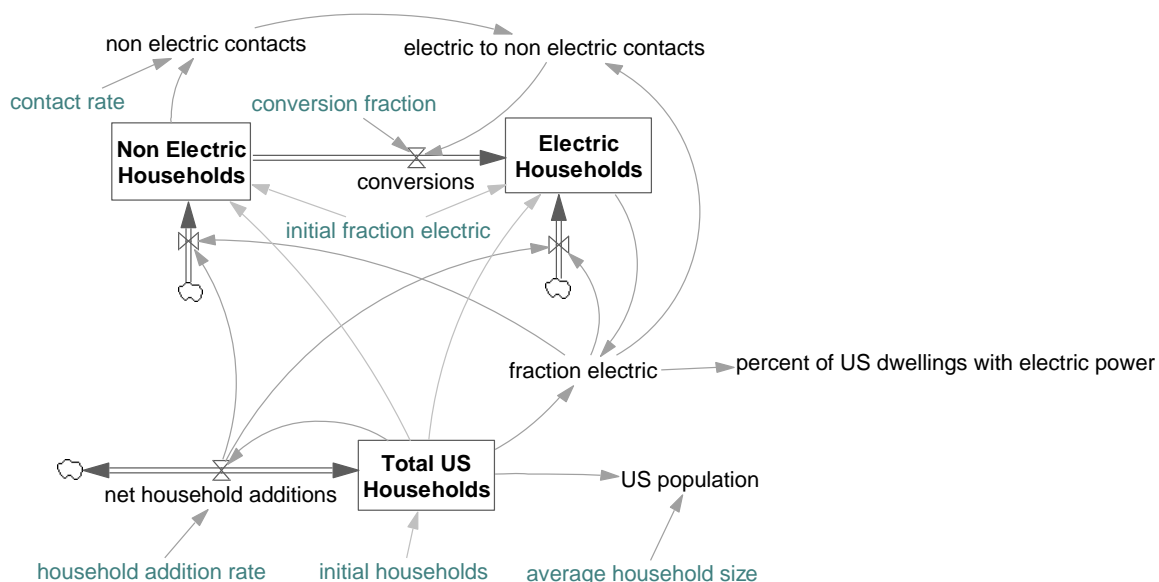 non electric contacts
electric to non electric contacts
contact rate
conversion fraction
Non Electric
Households
Electric
Households
conversions
initial fraction electric
fraction electric
percent of US dwellings with electric power
Total US
Households
net household additions
US population
household addition rate
initial households
average household size